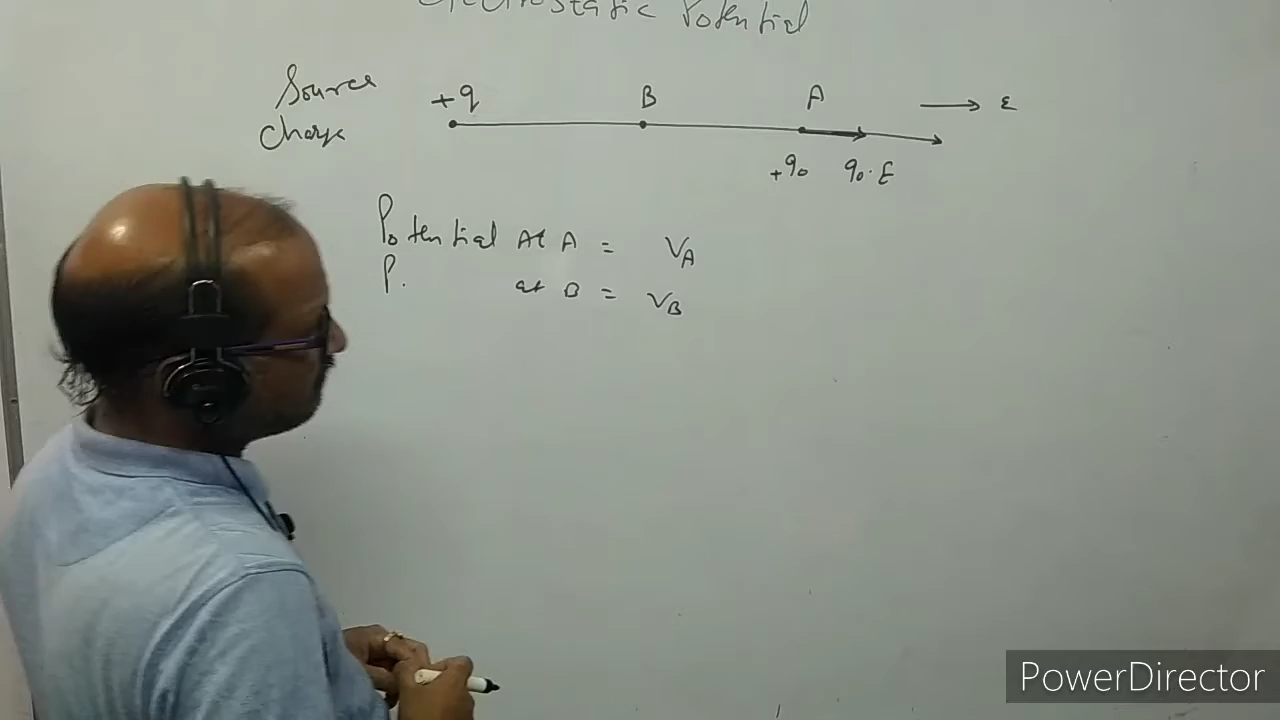 Electrostatic Potential
Source +q B A → E
Charge
+q₀ q₀.E
Potential At A = V_A
P. at B = V_B
PowerDirector